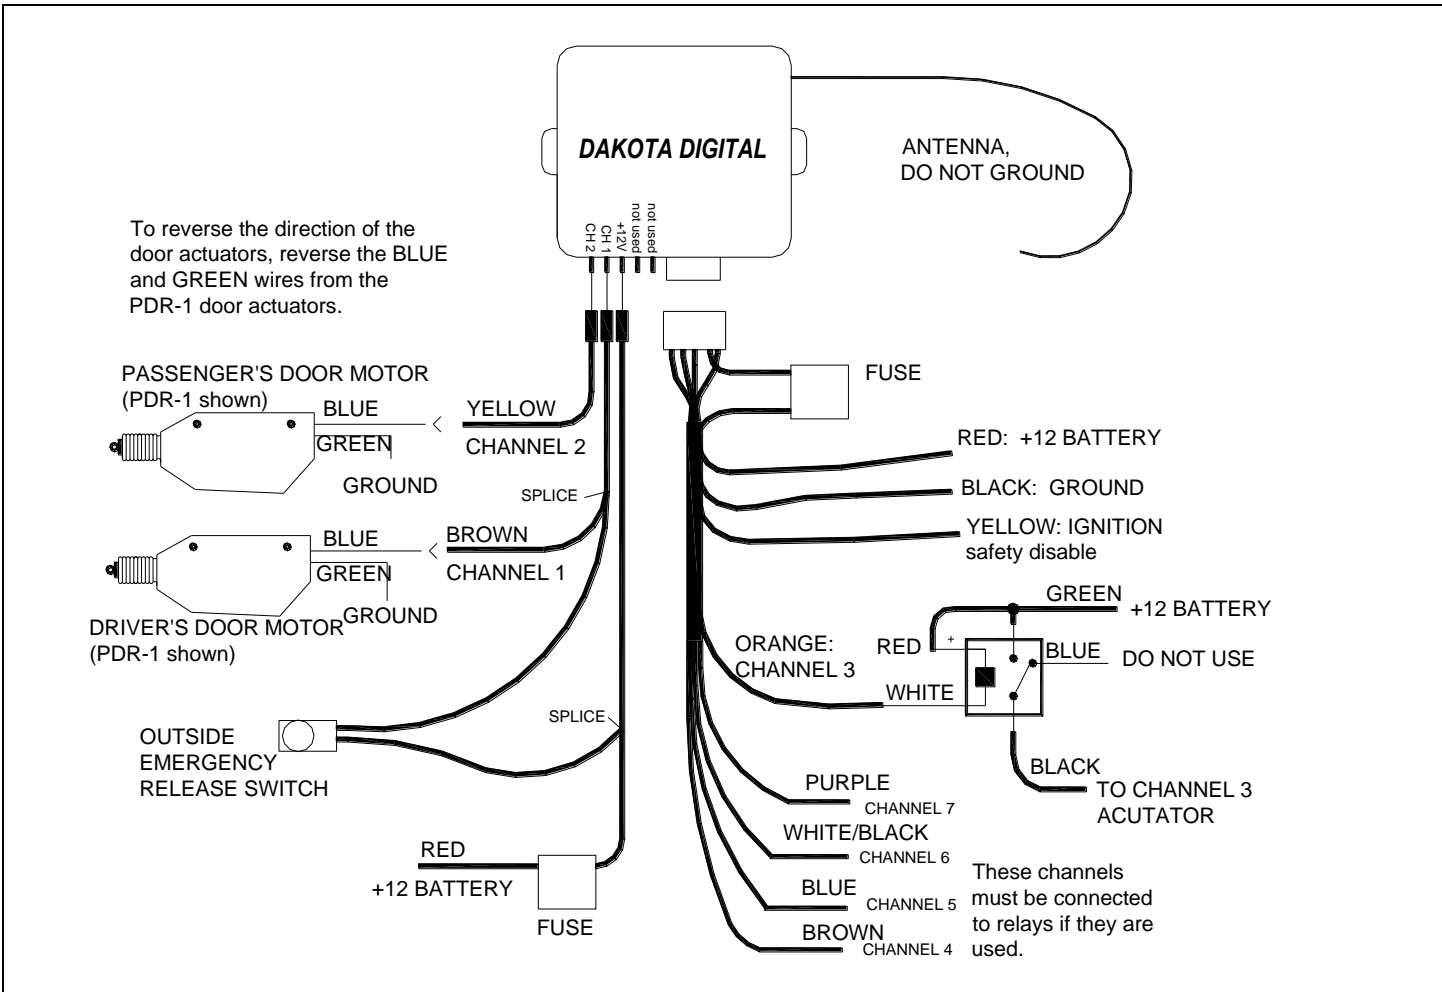 DAKOTA DIGITAL
ANTENNA,
DO NOT GROUND
CH 2
CH 1
+12V
not used
not used
To reverse the direction of the
door actuators, reverse the BLUE
and GREEN wires from the
PDR-1 door actuators.
PASSENGER'S DOOR MOTOR
(PDR-1 shown)
BLUE
GREEN
GROUND
YELLOW
CHANNEL 2
SPLICE
DRIVER'S DOOR MOTOR
(PDR-1 shown)
BLUE
GREEN
GROUND
BROWN
CHANNEL 1
OUTSIDE
EMERGENCY
RELEASE SWITCH
SPLICE
RED
+12 BATTERY
FUSE
FUSE
RED: +12 BATTERY
BLACK: GROUND
YELLOW: IGNITION
safety disable
GREEN
+12 BATTERY
ORANGE:
CHANNEL 3
RED
+
BLUE
DO NOT USE
WHITE
BLACK
TO CHANNEL 3
ACUTATOR
PURPLE
CHANNEL 7
WHITE/BLACK
CHANNEL 6
BLUE
CHANNEL 5
BROWN
CHANNEL 4
These channels
must be connected
to relays if they are
used.